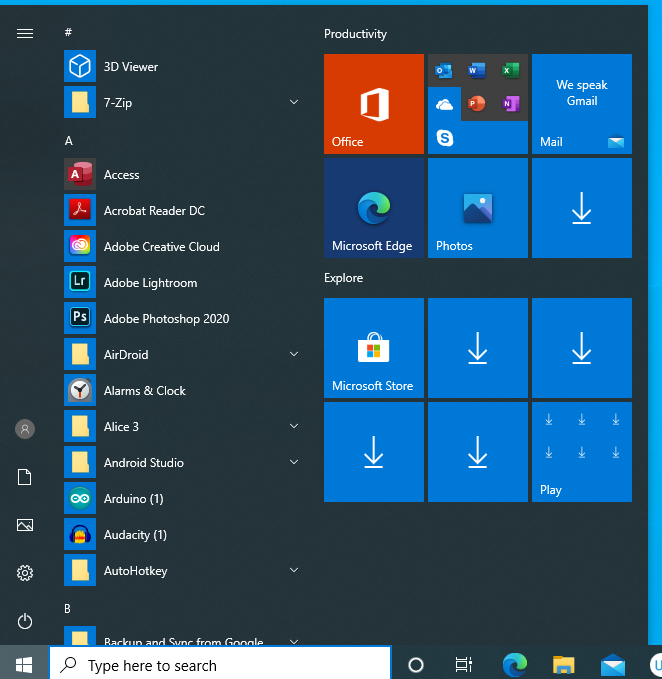 #
3D Viewer
7-Zip
A
Access
Acrobat Reader DC
Adobe Creative Cloud
Adobe Lightroom
Adobe Photoshop 2020
AirDroid
Alarms & Clock
Alice 3
Android Studio
Arduino (1)
Audacity (1)
AutoHotkey
B
Backup and Sync from Google
Productivity
Office
We speak
Gmail
Mail
Microsoft Edge
Photos
Explore
Microsoft Store
Play
Type here to search